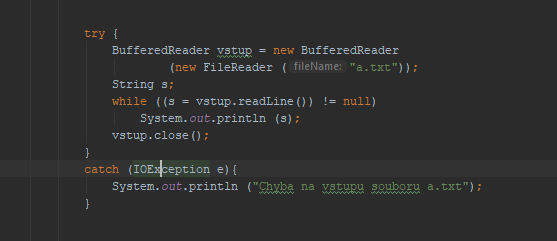 try {
BufferedReader vstup = new BufferedReader
(new FileReader ( fileName: "a.txt"));
String s;
while ((s = vstup.readLine()) != null)
System.out.println (s);
vstup.close();
}
catch (IOException e){
System.out.println ("Chyba na vstupu souboru a.txt");
}